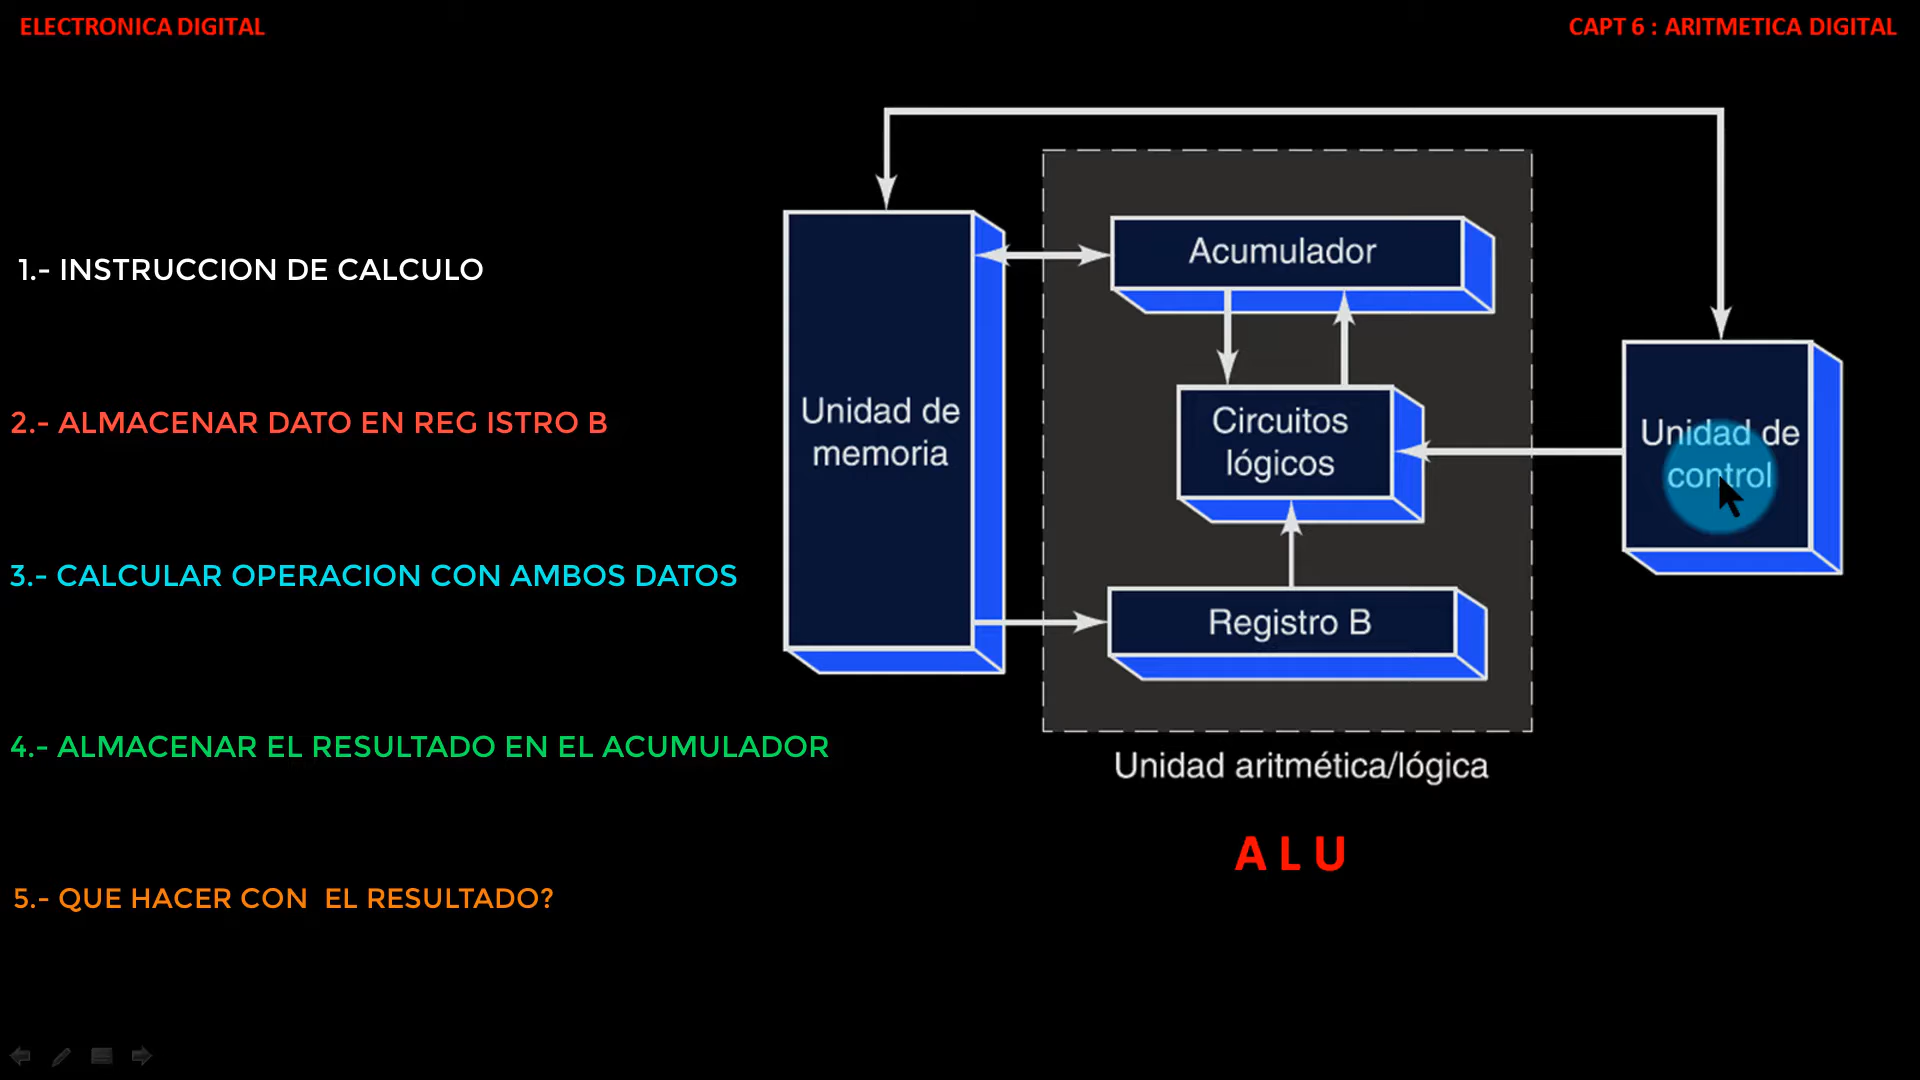 ELECTRONICA DIGITAL
CAPT 6 : ARITMETICA DIGITAL
1.- INSTRUCCION DE CALCULO
2.- ALMACENAR DATO EN REG ISTRO B
3.- CALCULAR OPERACION CON AMBOS DATOS
4.- ALMACENAR EL RESULTADO EN EL ACUMULADOR
5.- QUE HACER CON  EL RESULTADO?
Unidad de
memoria
Acumulador
Circuitos
lógicos
Registro B
Unidad de
control
Unidad aritmética/lógica
A L U